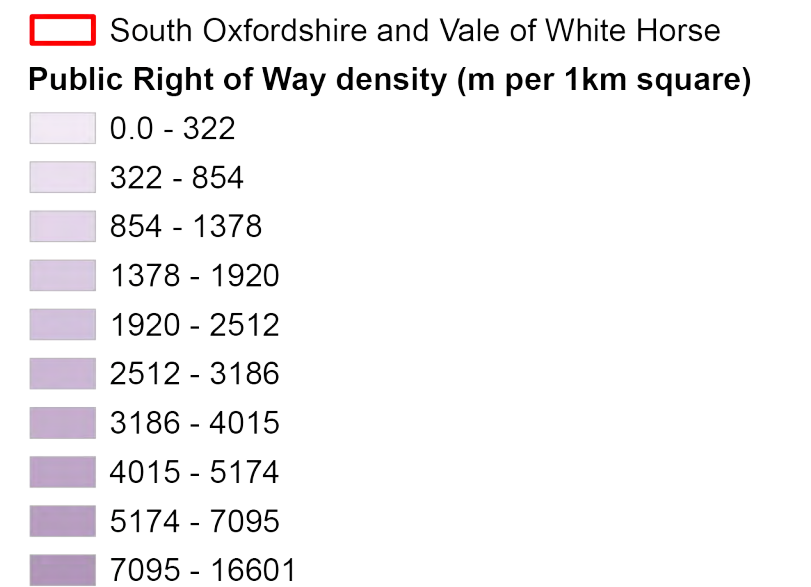 South Oxfordshire and Vale of White Horse
Public Right of Way density (m per 1km square)
0.0 - 322
322 - 854
854 - 1378
1378 - 1920
1920 - 2512
2512 - 3186
3186 - 4015
4015 - 5174
5174 - 7095
7095 - 16601